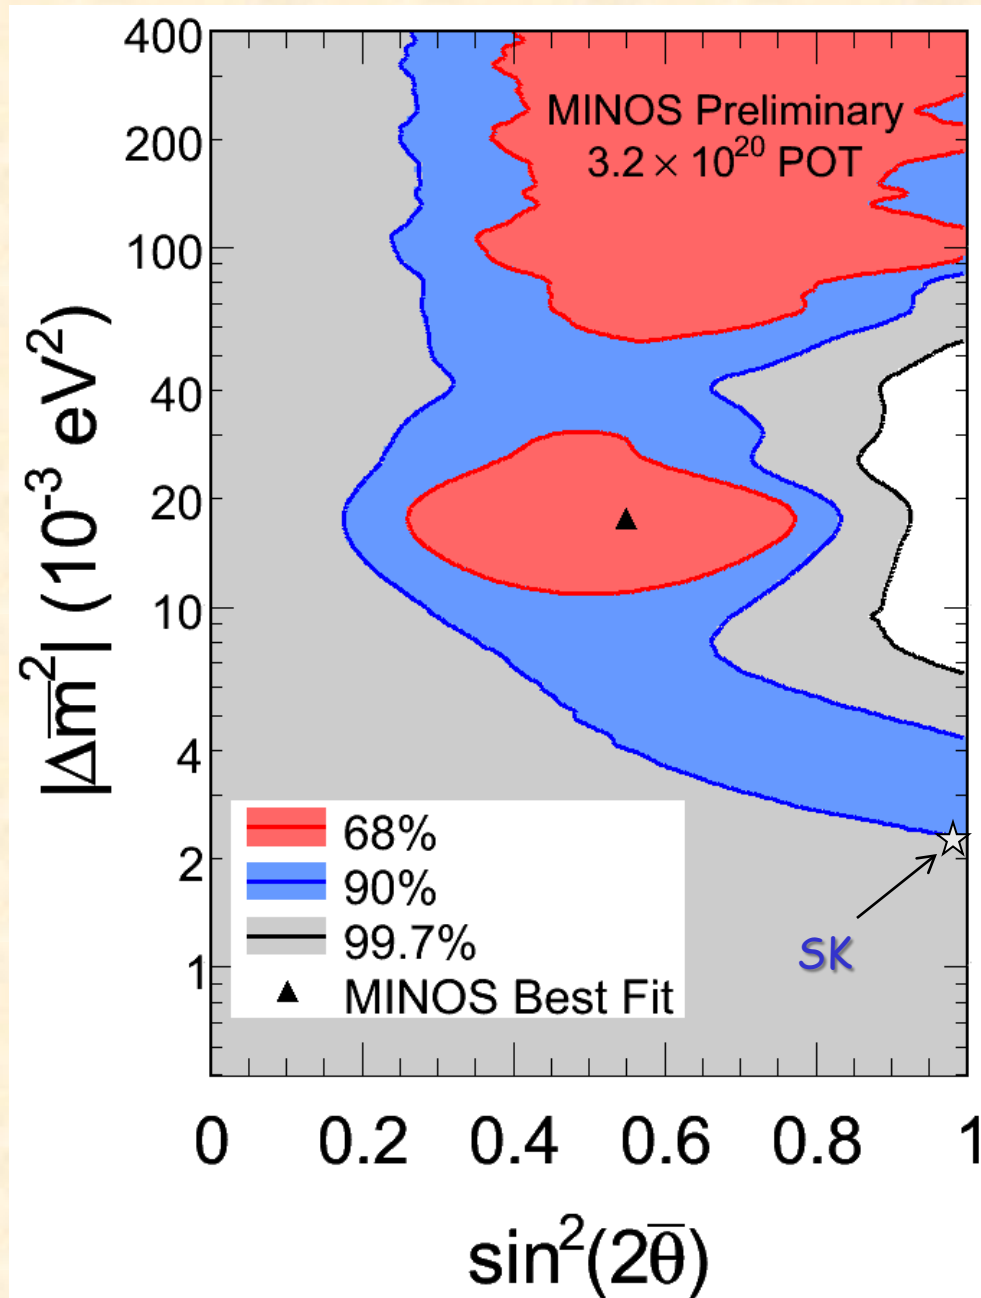 400
200
100
40
20
10
4
2
1
|Δm̅²| (10⁻³ eV²)
MINOS Preliminary
3.2 × 10²⁰ POT
68%
90%
99.7%
MINOS Best Fit
SK
0 0.2 0.4 0.6 0.8 1
sin²(2θ̅)